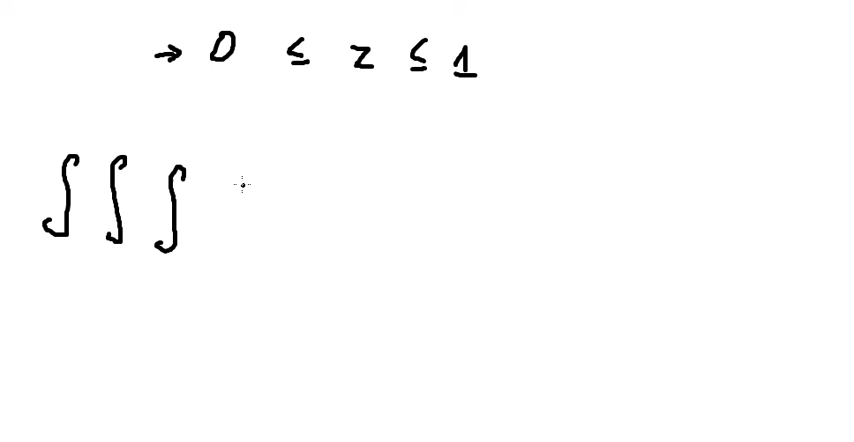 → 0 ≤ z ≤ 1
∫ ∫ ∫